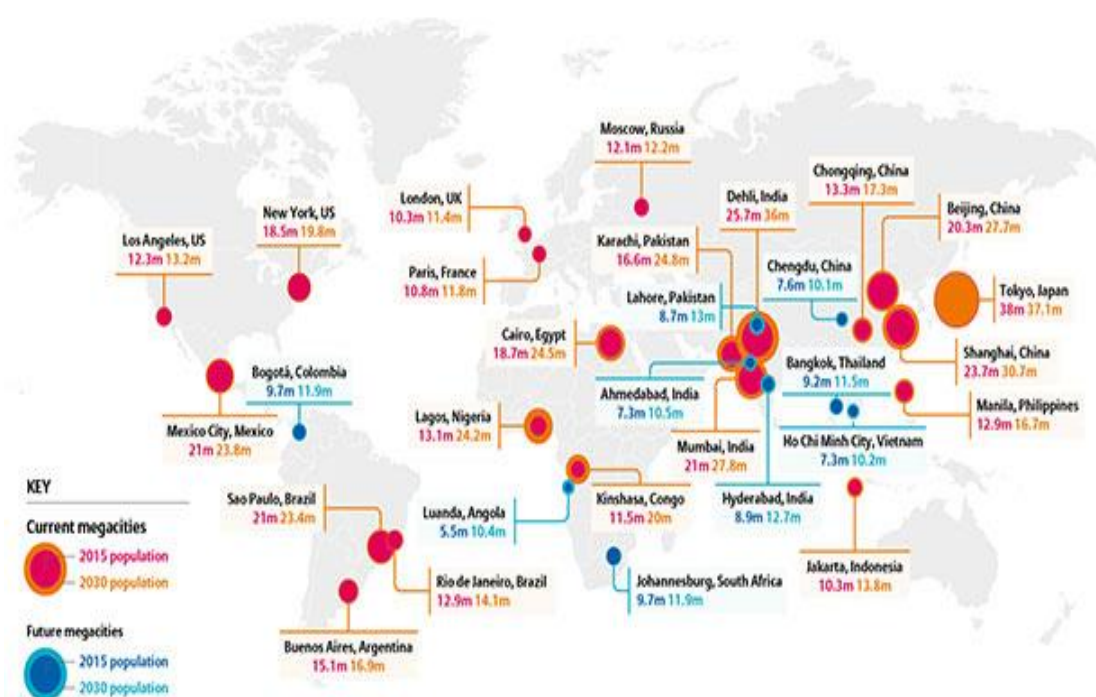 Moscow, Russia
12.1m 12.2m
Chongqing, China
13.3m 17.3m
London, UK
10.3m 11.4m
Dehli, India
25.7m 36m
New York, US
18.5m 19.8m
Beijing, China
20.3m 27.7m
Los Angeles, US
12.3m 13.2m
Karachi, Pakistan
16.6m 24.8m
Chengdu, China
7.6m 10.1m
Paris, France
10.8m 11.8m
Lahore, Pakistan
8.7m 13m
Tokyo, Japan
38m 37.1m
Cairo, Egypt
18.7m 24.5m
Shanghai, China
23.7m 30.7m
Bogotá, Colombia
9.7m 11.9m
Ahmedabad, India
7.3m 10.5m
Bangkok, Thailand
9.2m 11.5m
Manila, Philippines
12.9m 16.7m
Mexico City, Mexico
21m 23.8m
Lagos, Nigeria
13.1m 24.2m
Mumbai, India
21m 27.8m
Ho Chi Minh City, Vietnam
7.3m 10.2m
KEY
Current megacities
2015 population
2030 population
Future megacities
2015 population
2030 population
Sao Paulo, Brazil
21m 23.4m
Luanda, Angola
5.5m 10.4m
Kinshasa, Congo
11.5m 20m
Hyderabad, India
8.9m 12.7m
Jakarta, Indonesia
10.3m 13.8m
Rio de Janeiro, Brazil
12.9m 14.1m
Johannesburg, South Africa
9.7m 11.9m
Buenos Aires, Argentina
15.1m 16.9m